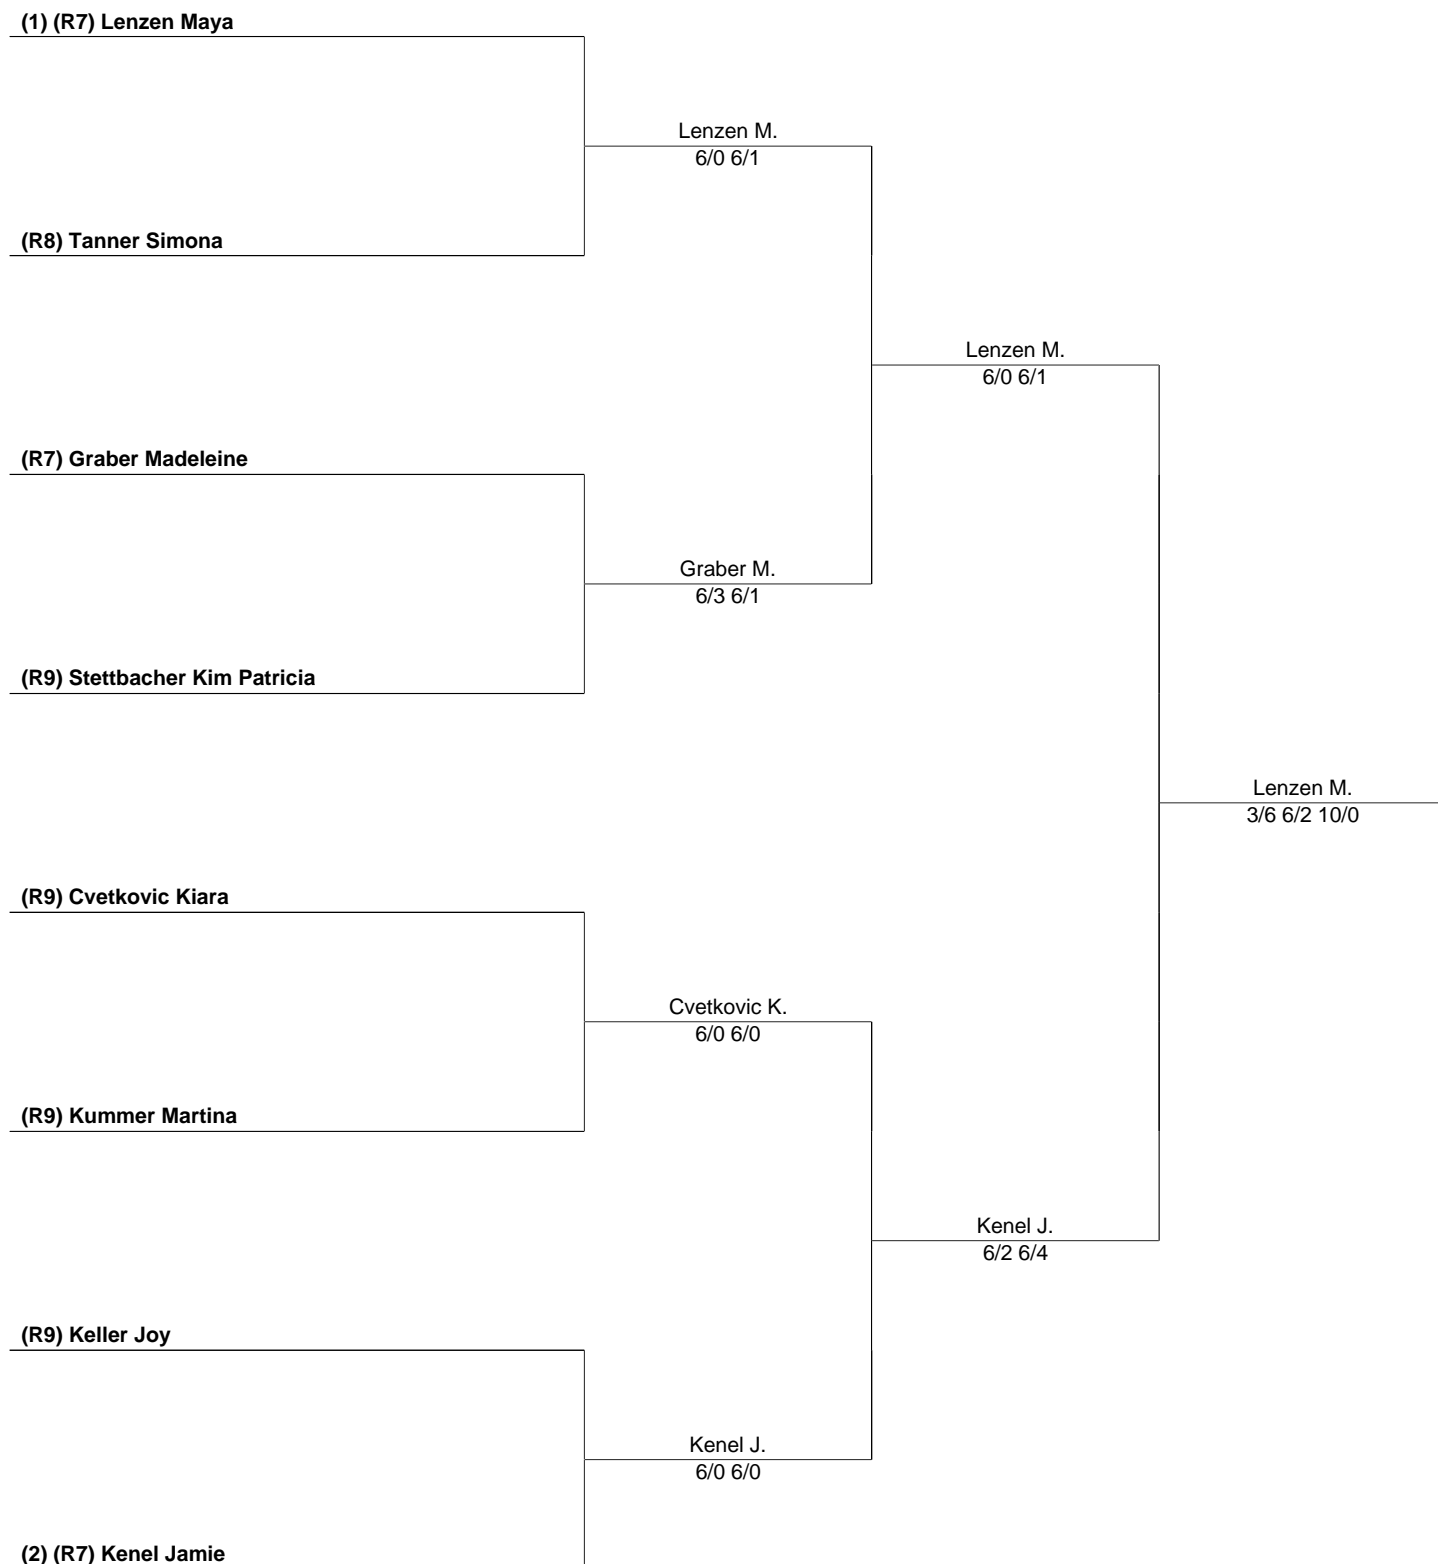 (1) (R7) Lenzen Maya
Lenzen M.
6/0 6/1
(R8) Tanner Simona
Lenzen M.
6/0 6/1
(R7) Graber Madeleine
Graber M.
6/3 6/1
(R9) Stettbacher Kim Patricia
Lenzen M.
3/6 6/2 10/0
(R9) Cvetkovic Kiara
Cvetkovic K.
6/0 6/0
(R9) Kummer Martina
Kenel J.
6/2 6/4
(R9) Keller Joy
Kenel J.
6/0 6/0
(2) (R7) Kenel Jamie